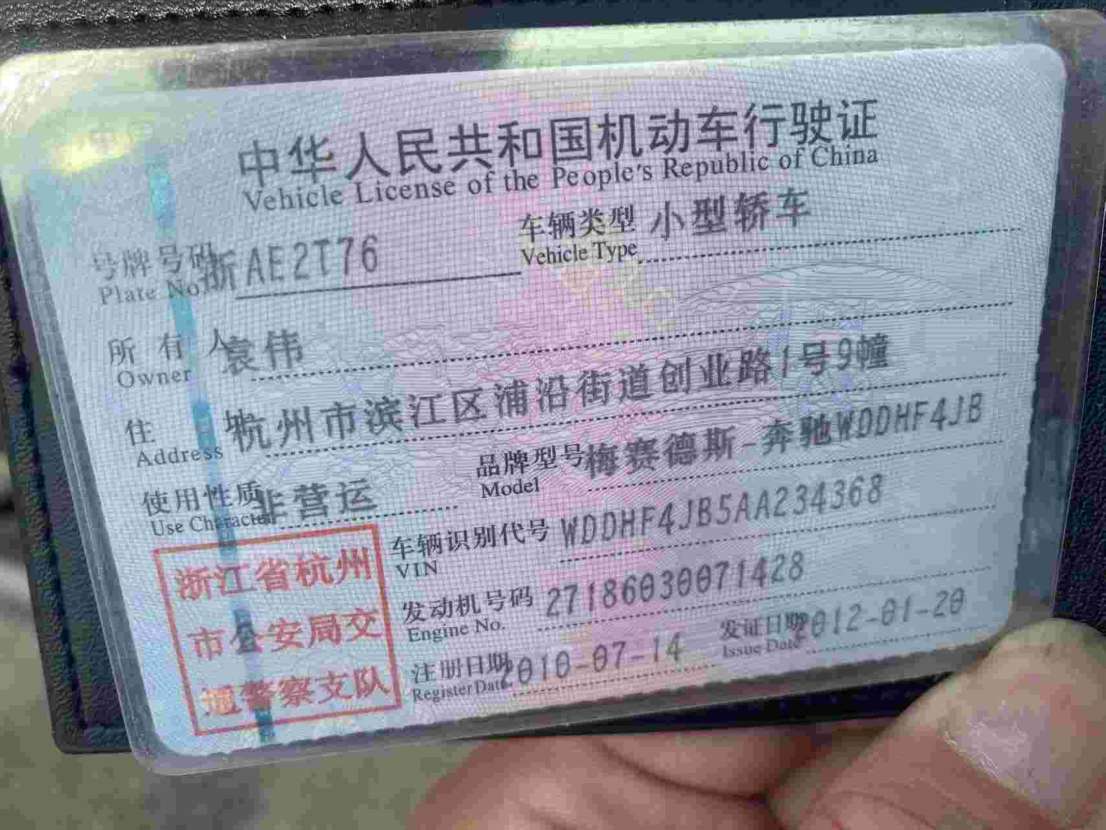 中华人民共和国机动车行驶证
Vehicle License of the People's Republic of China
号牌号码 浙AE2T76 车辆类型 小型轿车
Plate No. Vehicle Type
所有人 袁伟
Owner
住址 杭州市滨江区浦沿街道创业路1号9幢
Address
使用性质 非营运 品牌型号 梅赛德斯-奔驰WDDHF4JB
Use Character Model
浙江省杭州市公安局交通警察支队
车辆识别代号 WDDHF4JB5AA234368
VIN
发动机号码 27186030071428
Engine No.
注册日期 2010-07-14 发证日期 2012-01-20
Register Date Issue Date